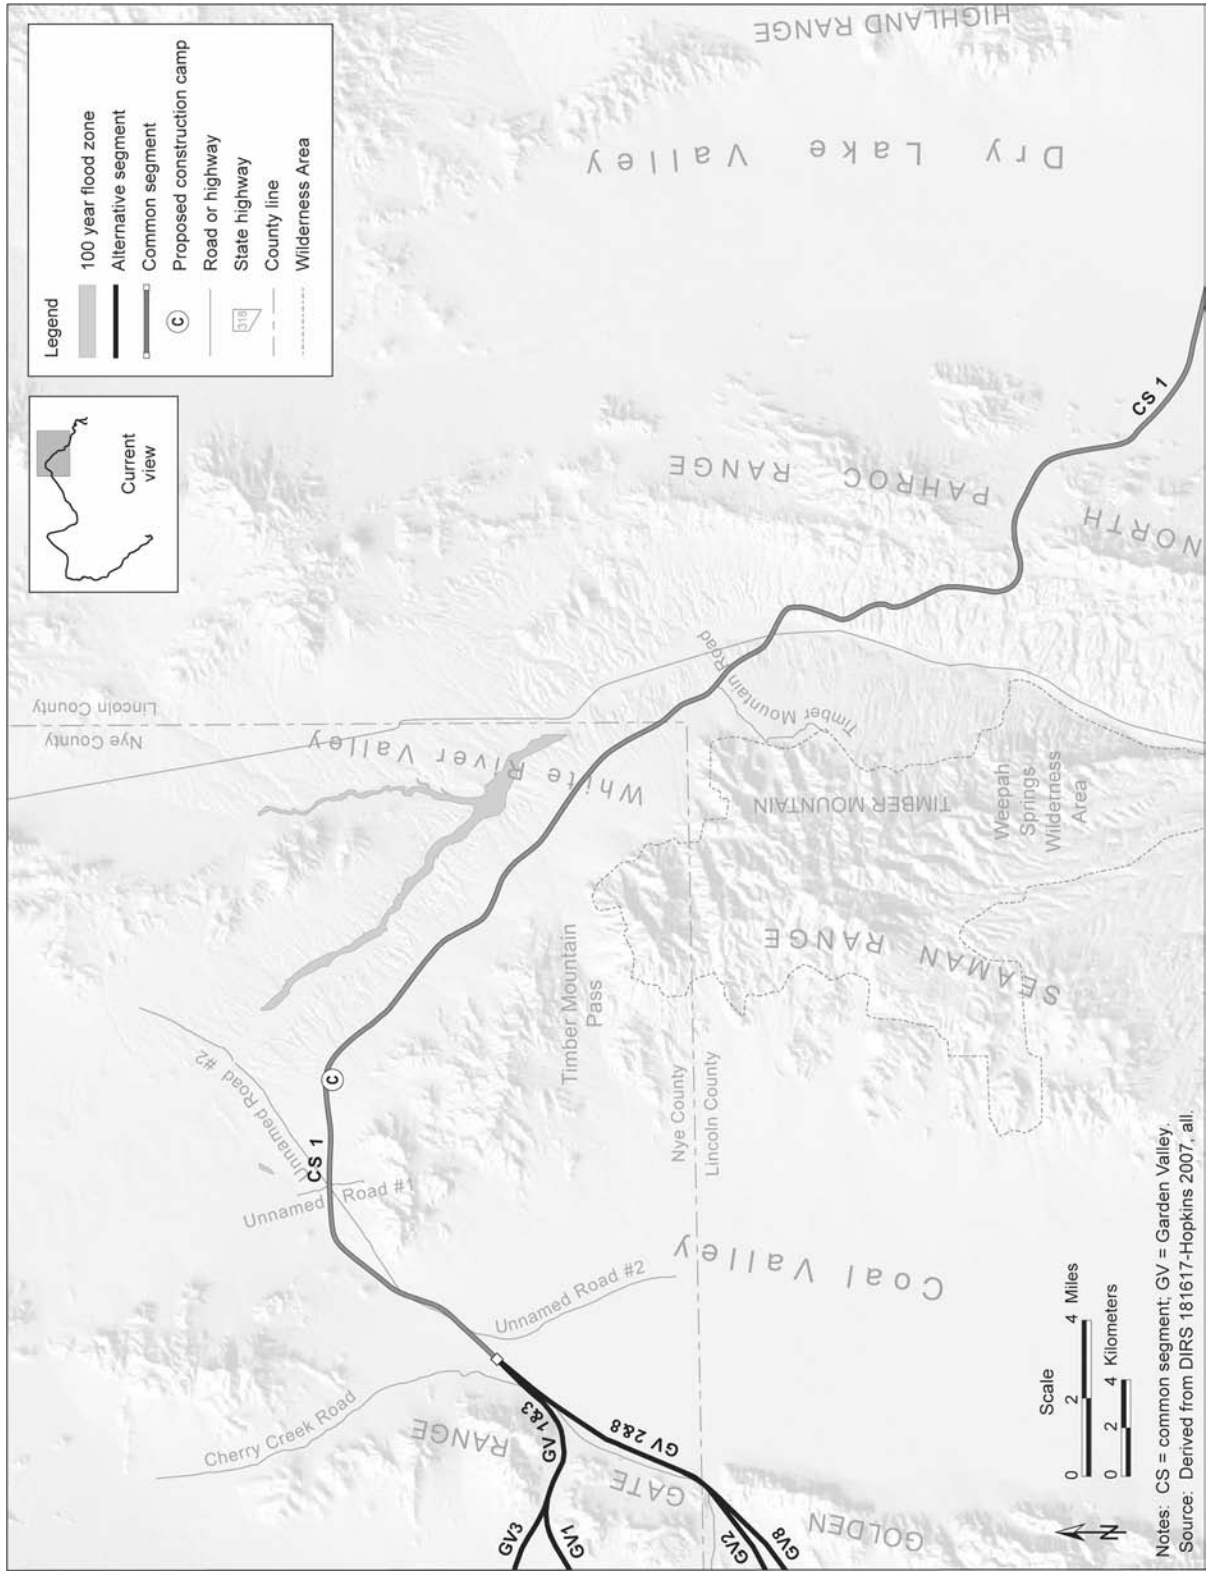 Legend
100 year flood zone
Alternative segment
Common segment
C Proposed construction camp
Road or highway
318 State highway
County line
Wilderness Area
Current
view
HIGHLAND RANGE
Dry Lake Valley
CS 1
NORTH PAHROC RANGE
Nye County
Lincoln County
White River Valley
Timber Mountain Road
TIMBER MOUNTAIN
Weepah
Springs
Wilderness
Area
SEAMAN RANGE
Timber Mountain
Pass
Nye County
Lincoln County
C
CS 1
Unnamed Road #2
Unnamed Road #1
Unnamed Road #2
Coal Valley
Cherry Creek Road
GOLDEN GATE RANGE
GV 1&3
GV 2&8
GV3
GV1
GV2
GV8
Scale
0 2 4 Miles
0 2 4 Kilometers
N
Notes: CS = common segment; GV = Garden Valley.
Source: Derived from DIRS 181617-Hopkins 2007, all.